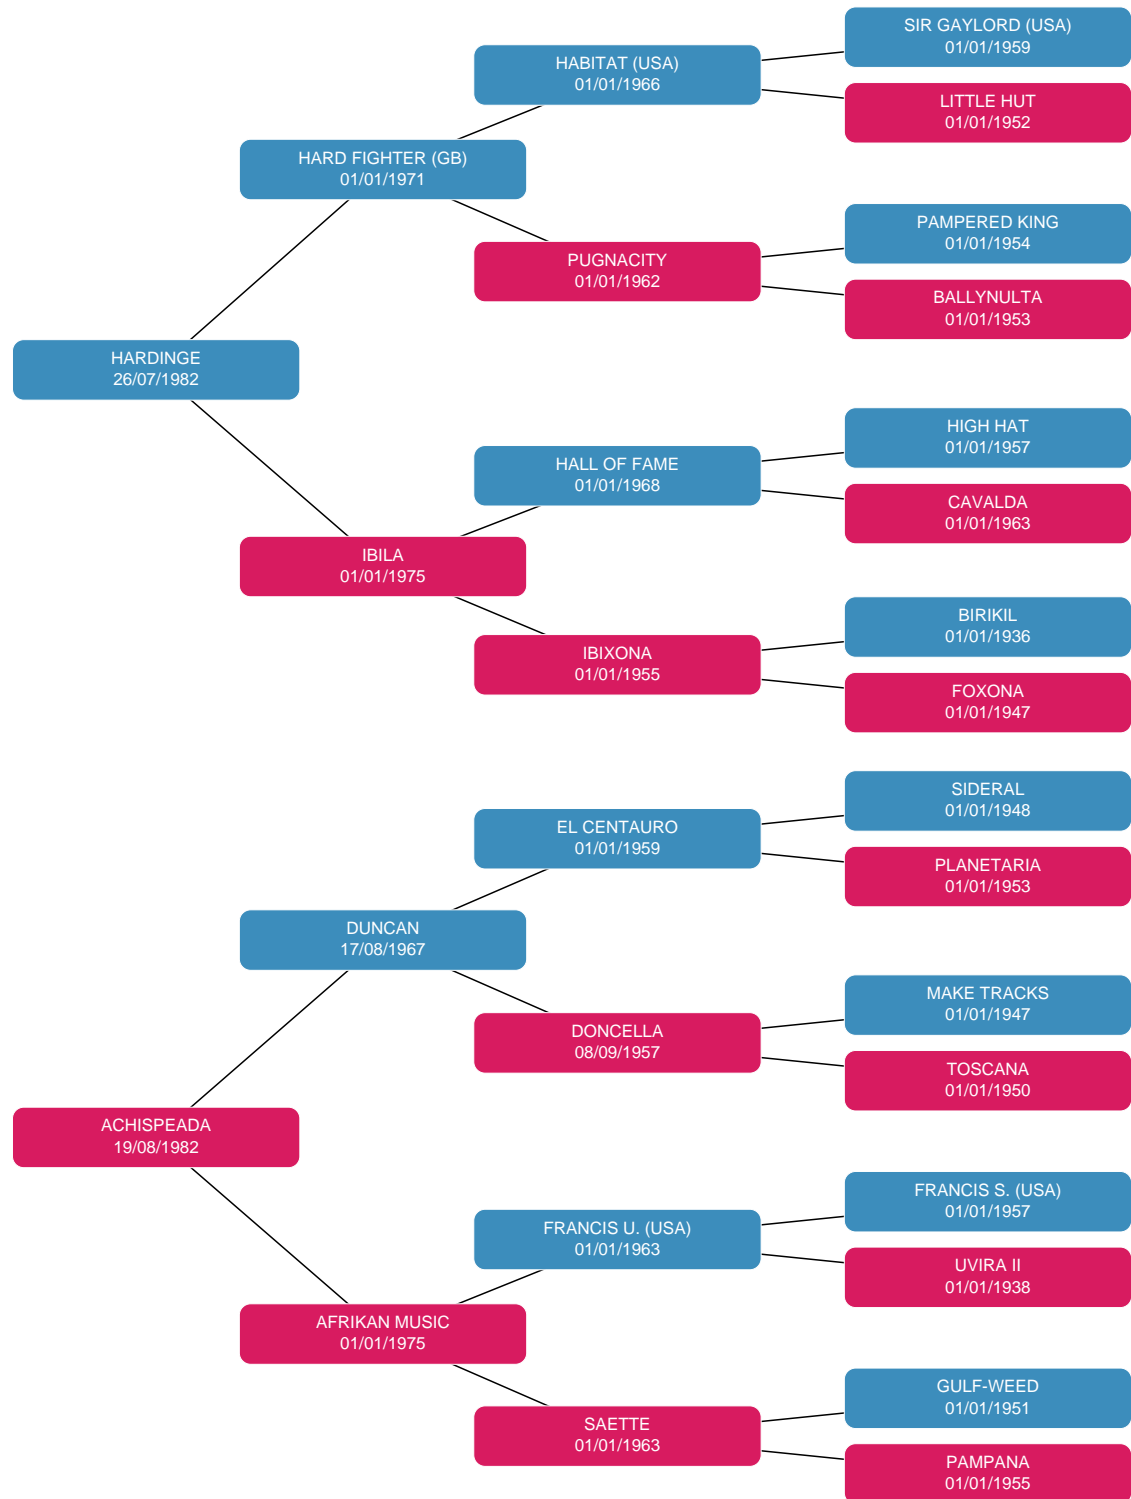 SIR GAYLORD (USA)
01/01/1959
HABITAT (USA)
01/01/1966
LITTLE HUT
01/01/1952
HARD FIGHTER (GB)
01/01/1971
PAMPERED KING
01/01/1954
PUGNACITY
01/01/1962
BALLYNULTA
01/01/1953
HARDINGE
26/07/1982
HIGH HAT
01/01/1957
HALL OF FAME
01/01/1968
CAVALDA
01/01/1963
IBILA
01/01/1975
BIRIKIL
01/01/1936
IBIXONA
01/01/1955
FOXONA
01/01/1947
SIDERAL
01/01/1948
EL CENTAURO
01/01/1959
PLANETARIA
01/01/1953
DUNCAN
17/08/1967
MAKE TRACKS
01/01/1947
DONCELLA
08/09/1957
TOSCANA
01/01/1950
ACHISPEADA
19/08/1982
FRANCIS S. (USA)
01/01/1957
FRANCIS U. (USA)
01/01/1963
UVIRA II
01/01/1938
AFRIKAN MUSIC
01/01/1975
GULF-WEED
01/01/1951
SAETTE
01/01/1963
PAMPANA
01/01/1955